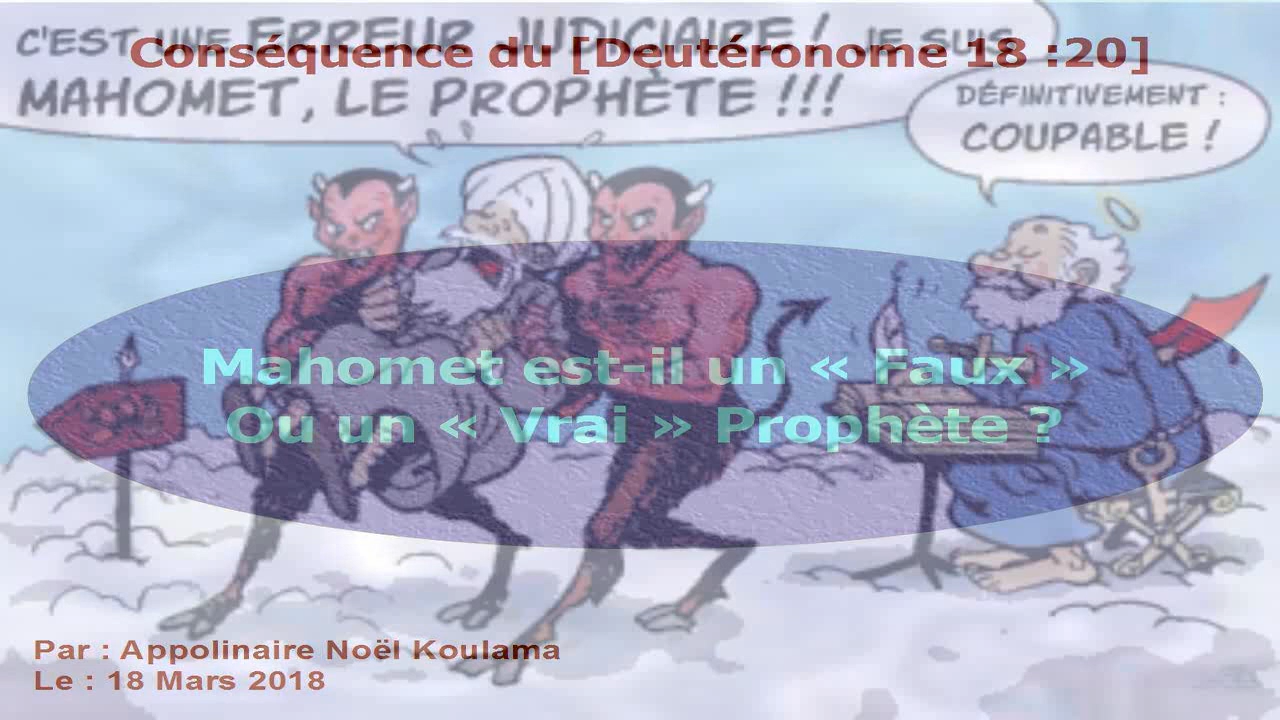 C'EST UNE ERREUR JUDICIAIRE ! JE SUIS
MAHOMET, LE PROPHÈTE !!!
Conséquence du [Deutéronome 18 :20]
DÉFINITIVEMENT :
COUPABLE !
Mahomet est-il un « Faux »
Ou un « Vrai » Prophète ?
Par : Appolinaire Noël Koulama
Le : 18 Mars 2018